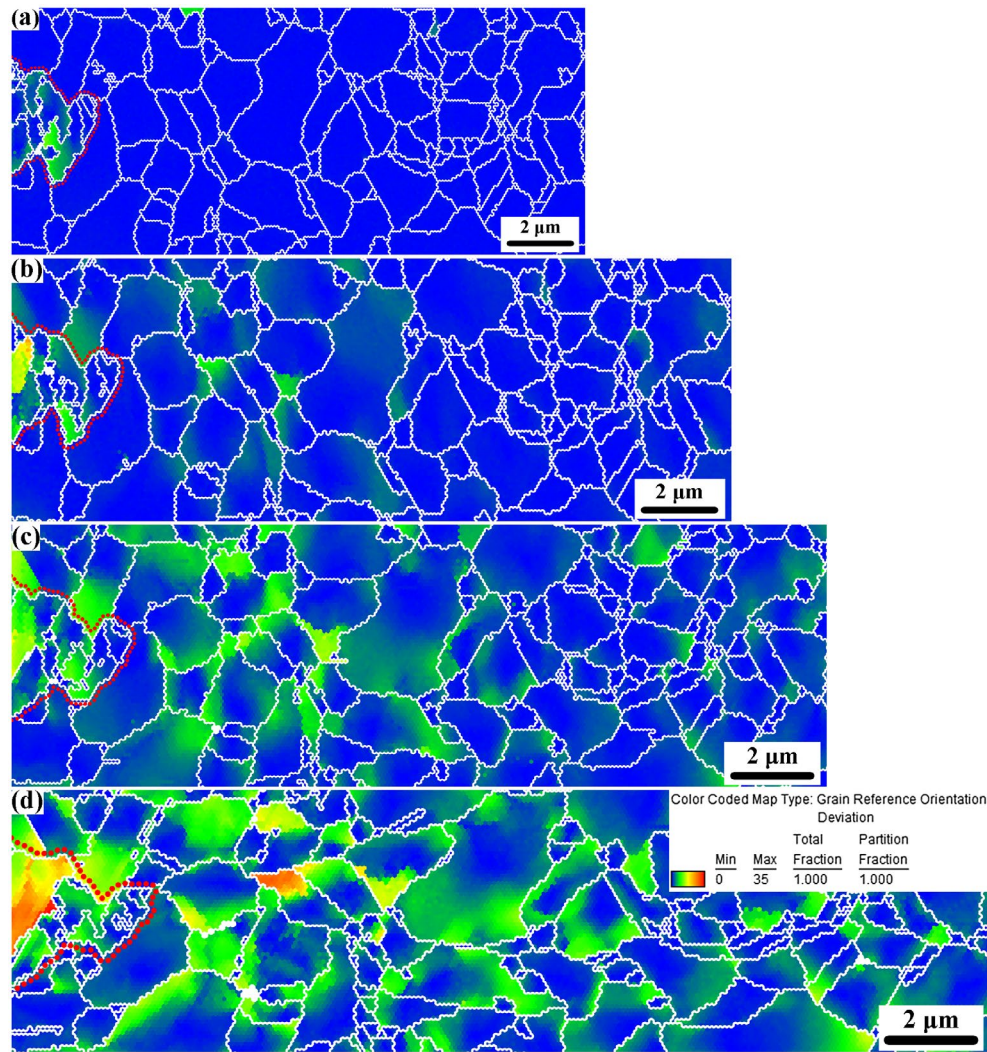 (a)
2 μm
(b)
2 μm
(c)
2 μm
(d)
Color Coded Map Type: Grain Reference Orientation
Deviation
Total Partition
Min Max Fraction Fraction
0 35 1.000 1.000
2 μm